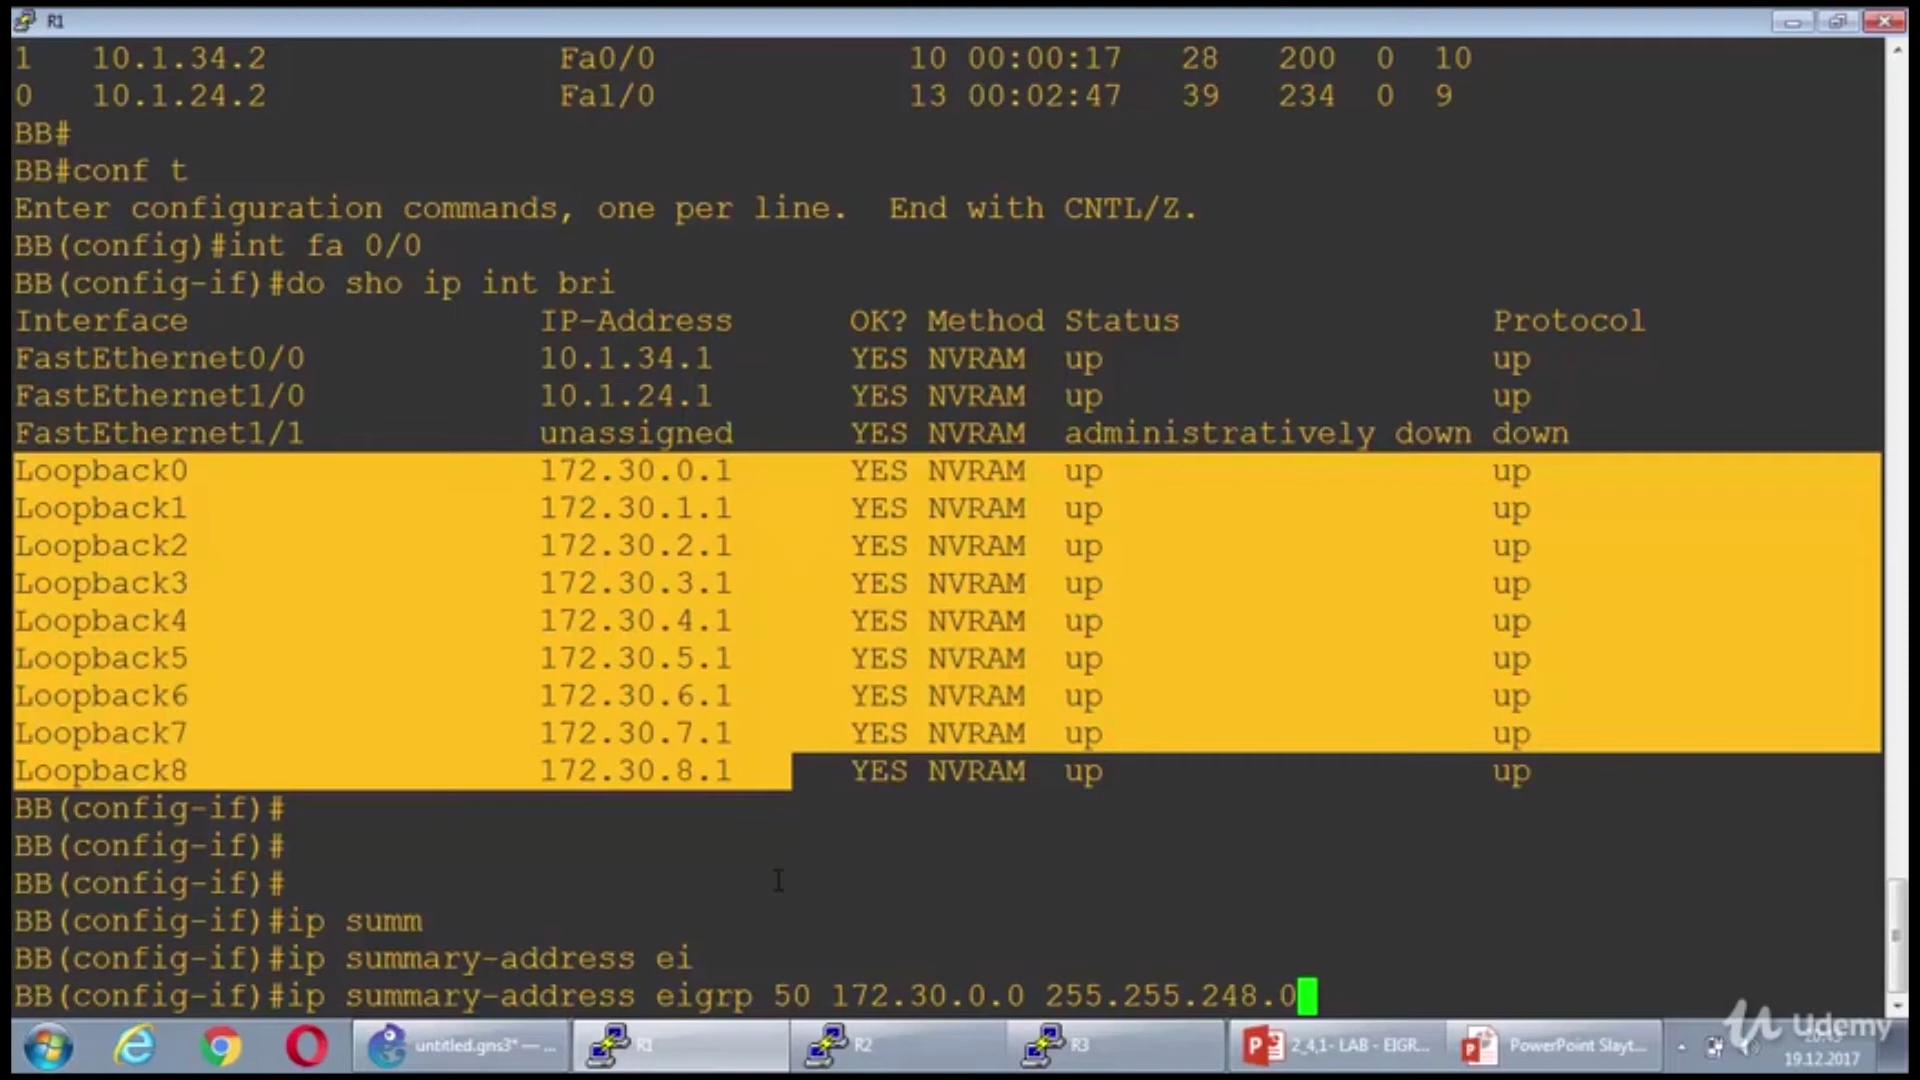 R1
1 10.1.34.2 Fa0/0 10 00:00:17 28 200 0 10
0 10.1.24.2 Fa1/0 13 00:02:47 39 234 0 9
BB#
BB#conf t
Enter configuration commands, one per line. End with CNTL/Z.
BB(config)#int fa 0/0
BB(config-if)#do sho ip int bri
Interface IP-Address OK? Method Status Protocol
FastEthernet0/0 10.1.34.1 YES NVRAM up up
FastEthernet1/0 10.1.24.1 YES NVRAM up up
FastEthernet1/1 unassigned YES NVRAM administratively down down
Loopback0 172.30.0.1 YES NVRAM up up
Loopback1 172.30.1.1 YES NVRAM up up
Loopback2 172.30.2.1 YES NVRAM up up
Loopback3 172.30.3.1 YES NVRAM up up
Loopback4 172.30.4.1 YES NVRAM up up
Loopback5 172.30.5.1 YES NVRAM up up
Loopback6 172.30.6.1 YES NVRAM up up
Loopback7 172.30.7.1 YES NVRAM up up
Loopback8 172.30.8.1 YES NVRAM up up
BB(config-if)#
BB(config-if)#
BB(config-if)#
BB(config-if)#ip summ
BB(config-if)#ip summary-address ei
BB(config-if)#ip summary-address eigrp 50 172.30.0.0 255.255.248.0
untitled.gns3* — ... R1 R2 R3 2_4,1- LAB - EIGR... PowerPoint Slayt...
Udemy
19.12.2017